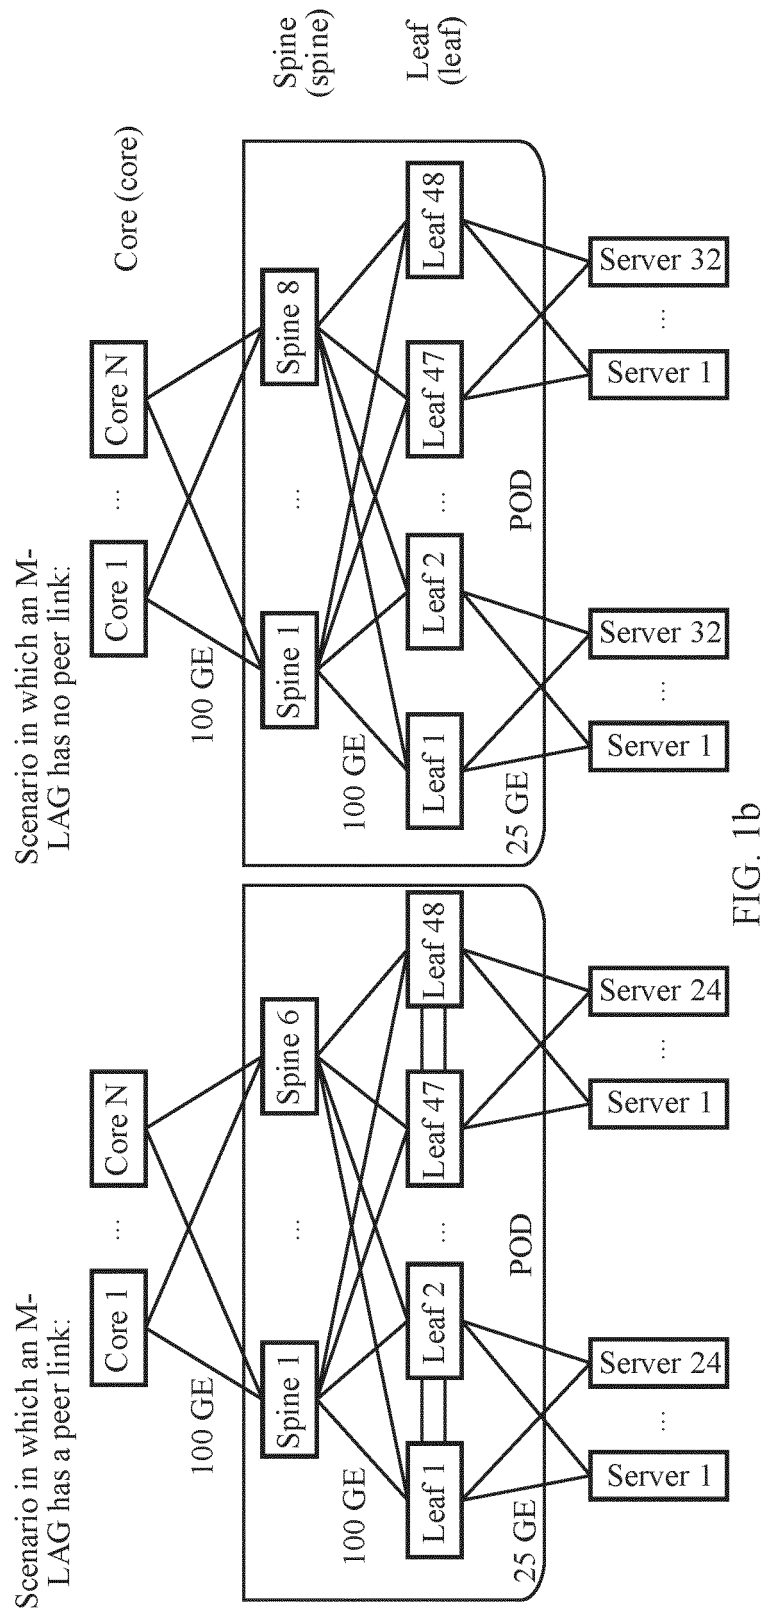 Scenario in which an M-
LAG has a peer link:
Core 1
...
Core N
100 GE
Spine 1
...
Spine 6
100 GE
Leaf 1
Leaf 2
...
Leaf 47
Leaf 48
25 GE
POD
Server 1
...
Server 24
Server 1
...
Server 24
Scenario in which an M-
LAG has no peer link:
Core 1
...
Core N
Core (core)
100 GE
Spine 1
...
Spine 8
Spine
(spine)
100 GE
Leaf 1
Leaf 2
...
Leaf 47
Leaf 48
Leaf
(leaf)
25 GE
POD
Server 1
...
Server 32
Server 1
...
Server 32
FIG. 1b